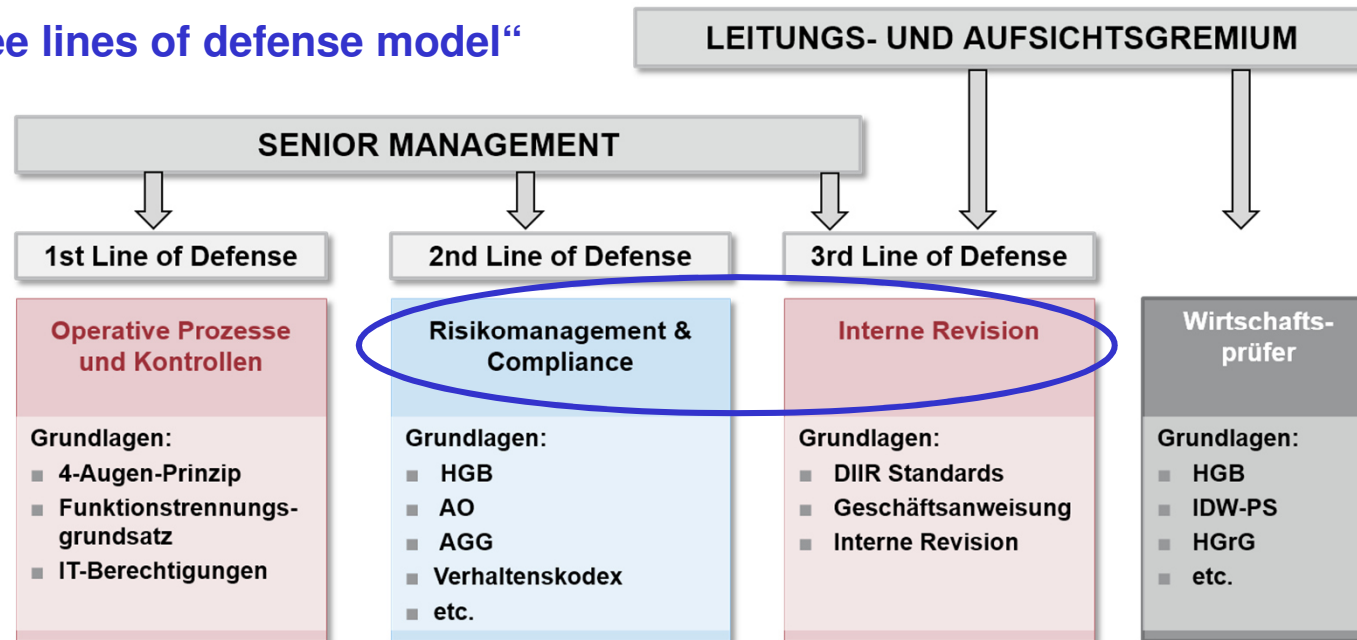 ee lines of defense model“
LEITUNGS- UND AUFSICHTSGREMIUM
SENIOR MANAGEMENT
1st Line of Defense
2nd Line of Defense
3rd Line of Defense
Operative Prozesse
und Kontrollen
Risikomanagement &
Compliance
Interne Revision
Wirtschafts-
prüfer
Grundlagen:
4-Augen-Prinzip
Funktionstrennungs-
grundsatz
IT-Berechtigungen
Grundlagen:
HGB
AO
AGG
Verhaltenskodex
etc.
Grundlagen:
DIIR Standards
Geschäftsanweisung
Interne Revision
Grundlagen:
HGB
IDW-PS
HGrG
etc.